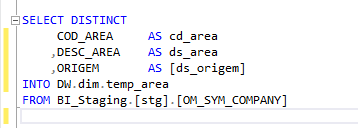 SELECT DISTINCT
COD_AREA AS cd_area
,DESC_AREA AS ds_area
,ORIGEM AS [ds_origem]
INTO DW.dim.temp_area
FROM BI_Staging.[stg].[OM_SYM_COMPANY]